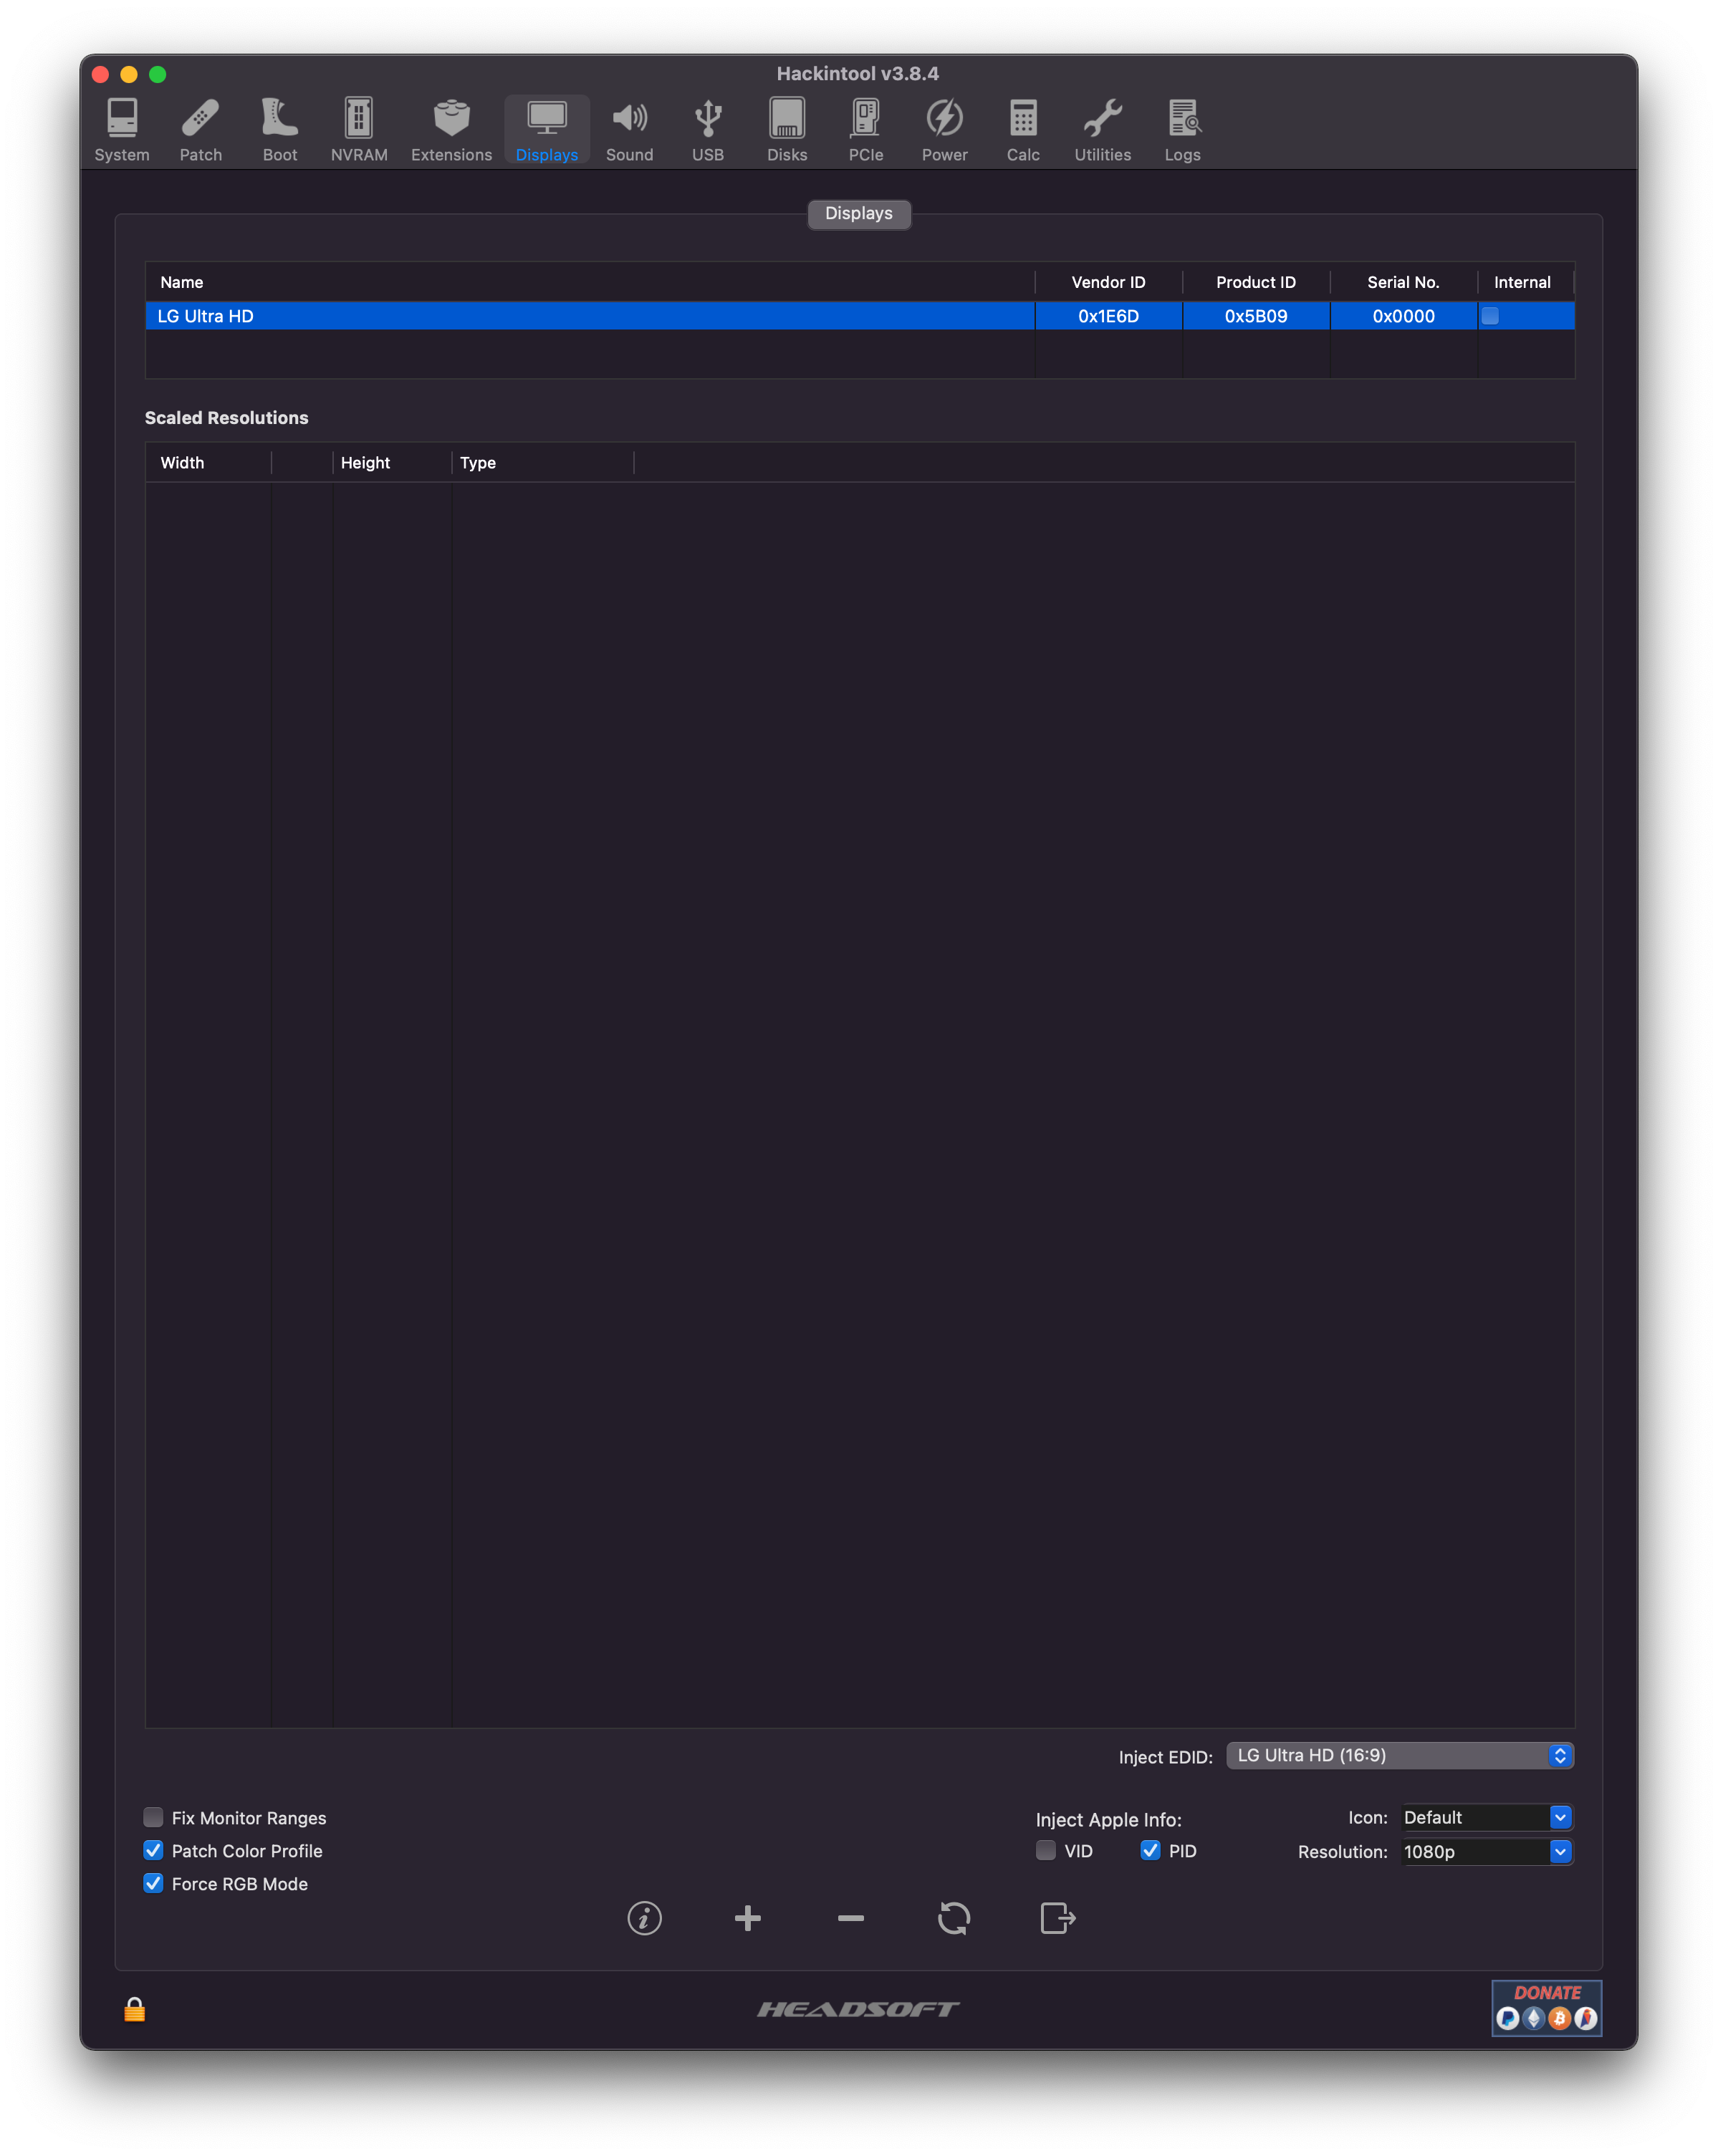 Hackintool v3.8.4
System Patch Boot NVRAM Extensions Displays Sound USB Disks PCIe Power Calc Utilities Logs
Displays
Name Vendor ID Product ID Serial No. Internal
LG Ultra HD 0x1E6D 0x5B09 0x0000
Scaled Resolutions
Width Height Type
Inject EDID: LG Ultra HD (16:9)
Fix Monitor Ranges Inject Apple Info: Icon: Default
Patch Color Profile VID PID Resolution: 1080p
Force RGB Mode
HEADSOFT
DONATE